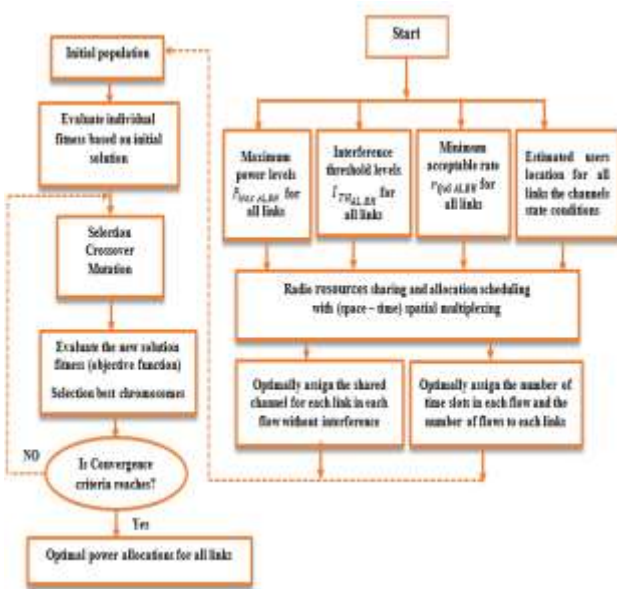 Start
Maximum
power levels
for
all links
Interference
threshold levels
for
all links
Minimum
acceptable rate
for
all links
Estimated users
location for all
links the channels
state conditions
Radio resources sharing and allocation scheduling
with (space – time) spatial multiplexing
Optimally assign the shared
channel for each link in each
flow without interference
Optimally assign the number of
time slots in each flow and the
number of flows to each links
Initial population
Evaluate individual
fitness based on initial
solution
Selection
Crossover
Mutation
Evaluate the new solution
fitness (objective function)
Selection best chromosomes
NO
Is Convergence
criteria reaches?
Yes
Optimal power allocations for all links